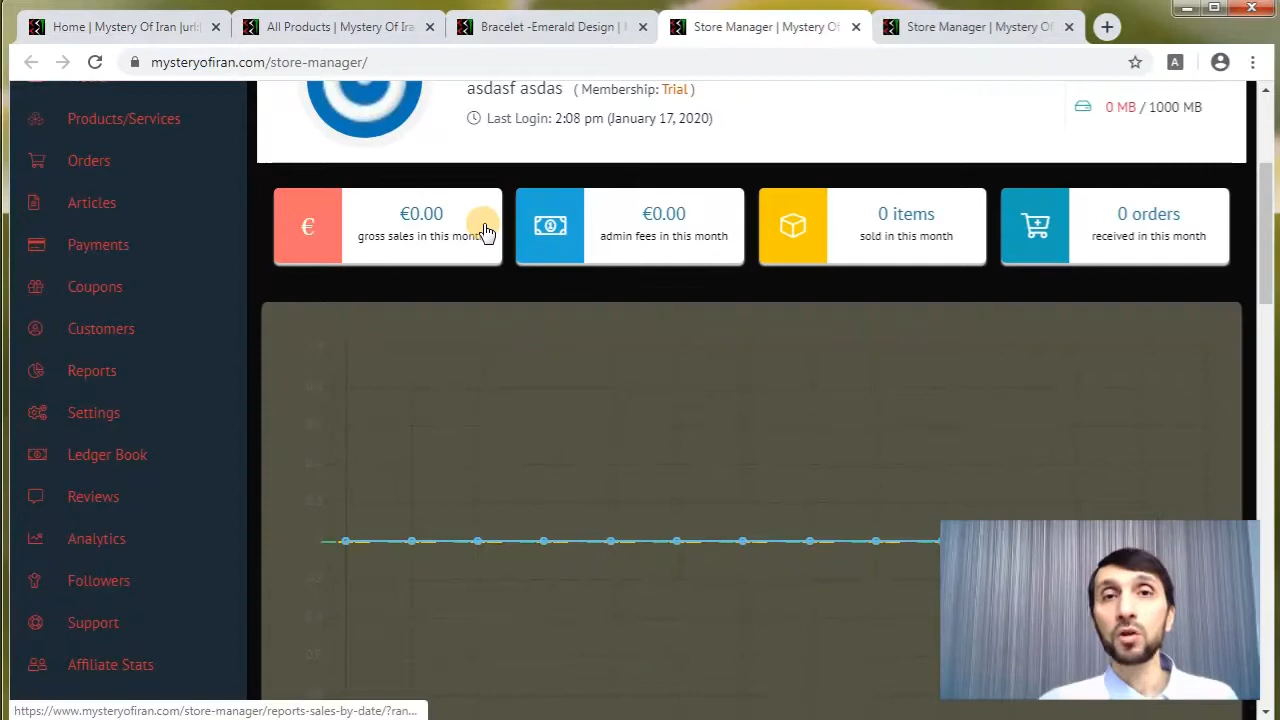 Home | Mystery Of Iran |url
All Products | Mystery Of Ira
Bracelet -Emerald Design |
Store Manager | Mystery Of
Store Manager | Mystery Of
mysteryofiran.com/store-manager/
A
asdasf asdas ( Membership: Trial )
Last Login: 2:08 pm (January 17, 2020)
0 MB / 1000 MB
Products/Services
Orders
Articles
Payments
Coupons
Customers
Reports
Settings
Ledger Book
Reviews
Analytics
Followers
Support
Affiliate Stats
€
€0.00
gross sales in this month
€0.00
admin fees in this month
0 items
sold in this month
0 orders
received in this month
https://www.mysteryofiran.com/store-manager/reports-sales-by-date/?ran...